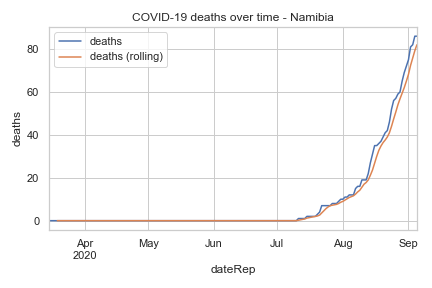 COVID-19 deaths over time - Namibia
deaths
deaths (rolling)
80
60
40
20
0
deaths
Apr
2020
May
Jun
Jul
Aug
Sep
dateRep